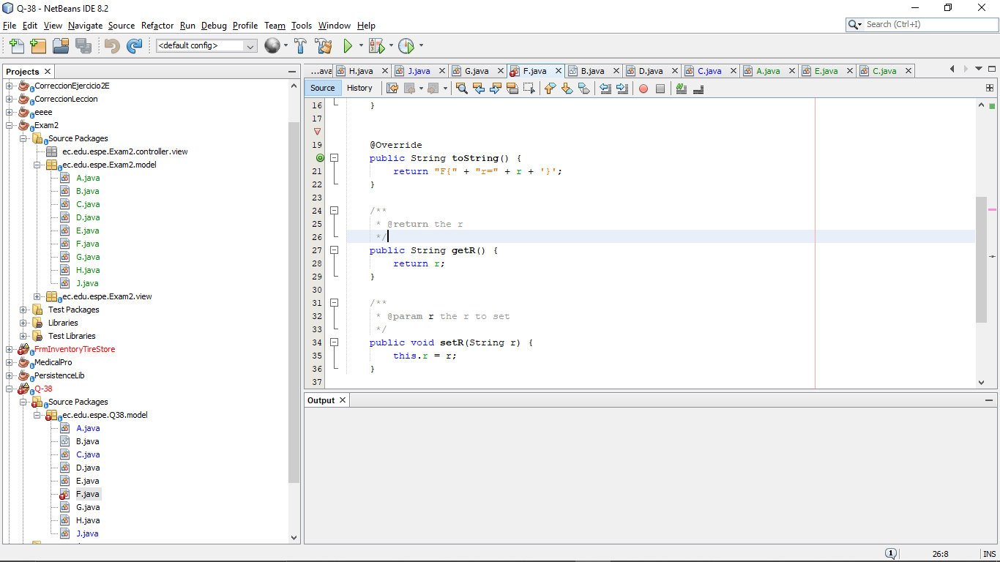 Q-38 - NetBeans IDE 8.2
File Edit View Navigate Source Refactor Run Debug Profile Team Tools Window Help
Search (Ctrl+I)
<default config>
Projects
CorreccionEjercicio2E
CorreccionLeccion
eeee
Exam2
Source Packages
ec.edu.espe.Exam2.controller.view
ec.edu.espe.Exam2.model
A.java
B.java
C.java
D.java
E.java
F.java
G.java
H.java
J.java
ec.edu.espe.Exam2.view
Test Packages
Libraries
Test Libraries
FrmInventoryTireStore
MedicalPro
PersistenceLib
Q-38
Source Packages
ec.edu.espe.Q38.model
A.java
B.java
C.java
D.java
E.java
F.java
G.java
H.java
J.java
...ava H.java J.java G.java F.java B.java D.java C.java A.java E.java C.java
Source History
16 }
17
19 @Override
public String toString() {
21 return "F{" + "r=" + r + '}';
22 }
23
24 /**
25 * @return the r
26 */
27 public String getR() {
28 return r;
29 }
30
31 /**
32 * @param r the r to set
33 */
34 public void setR(String r) {
35 this.r = r;
36 }
37
Output
1
26:8
INS